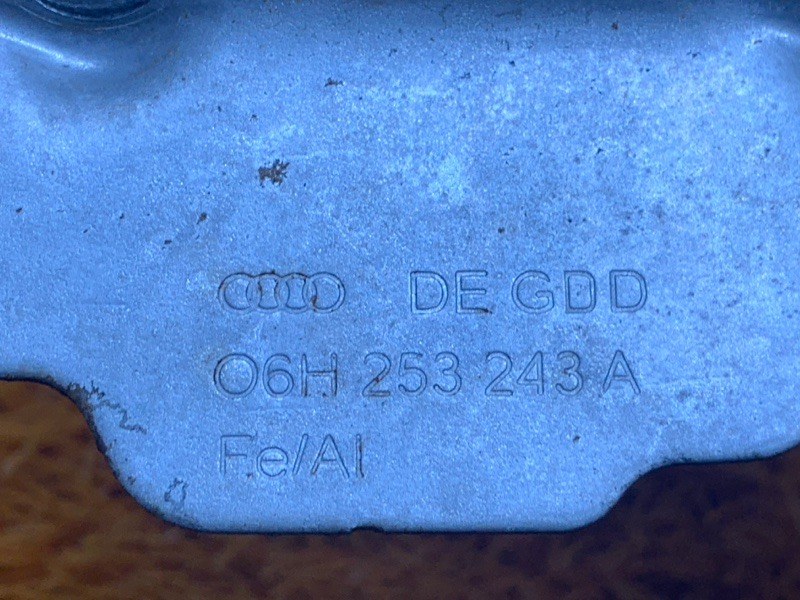 DE GDD
06H 253 243 A
Fe/Al